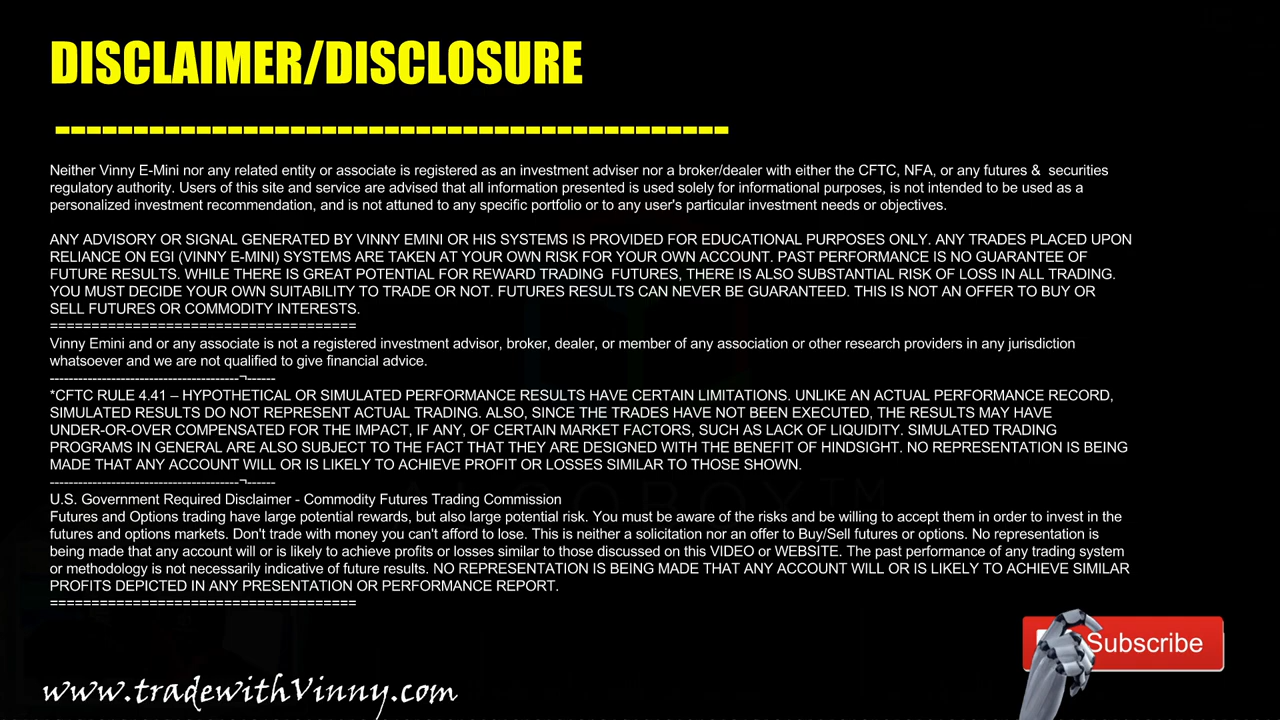 DISCLAIMER/DISCLOSURE
--------------------------------------------
Neither Vinny E-Mini nor any related entity or associate is registered as an investment adviser nor a broker/dealer with either the CFTC, NFA, or any futures & securities
regulatory authority. Users of this site and service are advised that all information presented is used solely for informational purposes, is not intended to be used as a
personalized investment recommendation, and is not attuned to any specific portfolio or to any user's particular investment needs or objectives.
ANY ADVISORY OR SIGNAL GENERATED BY VINNY EMINI OR HIS SYSTEMS IS PROVIDED FOR EDUCATIONAL PURPOSES ONLY. ANY TRADES PLACED UPON
RELIANCE ON EGI (VINNY E-MINI) SYSTEMS ARE TAKEN AT YOUR OWN RISK FOR YOUR OWN ACCOUNT. PAST PERFORMANCE IS NO GUARANTEE OF
FUTURE RESULTS. WHILE THERE IS GREAT POTENTIAL FOR REWARD TRADING FUTURES, THERE IS ALSO SUBSTANTIAL RISK OF LOSS IN ALL TRADING.
YOU MUST DECIDE YOUR OWN SUITABILITY TO TRADE OR NOT. FUTURES RESULTS CAN NEVER BE GUARANTEED. THIS IS NOT AN OFFER TO BUY OR
SELL FUTURES OR COMMODITY INTERESTS.
=====================================
Vinny Emini and or any associate is not a registered investment advisor, broker, dealer, or member of any association or other research providers in any jurisdiction
whatsoever and we are not qualified to give financial advice.
-----------------------------------------¬------
*CFTC RULE 4.41 – HYPOTHETICAL OR SIMULATED PERFORMANCE RESULTS HAVE CERTAIN LIMITATIONS. UNLIKE AN ACTUAL PERFORMANCE RECORD,
SIMULATED RESULTS DO NOT REPRESENT ACTUAL TRADING. ALSO, SINCE THE TRADES HAVE NOT BEEN EXECUTED, THE RESULTS MAY HAVE
UNDER-OR-OVER COMPENSATED FOR THE IMPACT, IF ANY, OF CERTAIN MARKET FACTORS, SUCH AS LACK OF LIQUIDITY. SIMULATED TRADING
PROGRAMS IN GENERAL ARE ALSO SUBJECT TO THE FACT THAT THEY ARE DESIGNED WITH THE BENEFIT OF HINDSIGHT. NO REPRESENTATION IS BEING
MADE THAT ANY ACCOUNT WILL OR IS LIKELY TO ACHIEVE PROFIT OR LOSSES SIMILAR TO THOSE SHOWN.
-----------------------------------------¬------
U.S. Government Required Disclaimer - Commodity Futures Trading Commission
Futures and Options trading have large potential rewards, but also large potential risk. You must be aware of the risks and be willing to accept them in order to invest in the
futures and options markets. Don't trade with money you can't afford to lose. This is neither a solicitation nor an offer to Buy/Sell futures or options. No representation is
being made that any account will or is likely to achieve profits or losses similar to those discussed on this VIDEO or WEBSITE. The past performance of any trading system
or methodology is not necessarily indicative of future results. NO REPRESENTATION IS BEING MADE THAT ANY ACCOUNT WILL OR IS LIKELY TO ACHIEVE SIMILAR
PROFITS DEPICTED IN ANY PRESENTATION OR PERFORMANCE REPORT.
=====================================
Subscribe
www.tradewithVinny.com